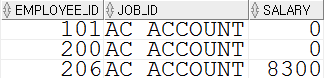 EMPLOYEE_ID JOB_ID SALARY
101 AC ACCOUNT 0
200 AC ACCOUNT 0
206 AC ACCOUNT 8300